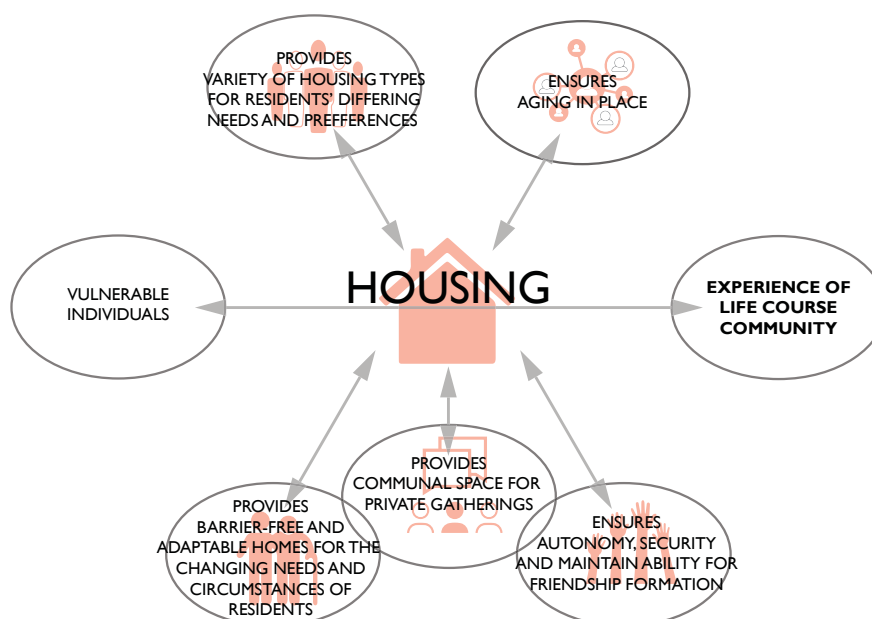 PROVIDES
VARIETY OF HOUSING TYPES
FOR RESIDENTS' DIFFERING
NEEDS AND PREFFERENCES
ENSURES
AGING IN PLACE
HOUSING
VULNERABLE
INDIVIDUALS
EXPERIENCE OF
LIFE COURSE
COMMUNITY
PROVIDES
BARRIER-FREE AND
ADAPTABLE HOMES FOR THE
CHANGING NEEDS AND
CIRCUMSTANCES OF
RESIDENTS
PROVIDES
COMMUNAL SPACE FOR
PRIVATE GATHERINGS
ENSURES
AUTONOMY, SECURITY
AND MAINTAIN ABILITY FOR
FRIENDSHIP FORMATION